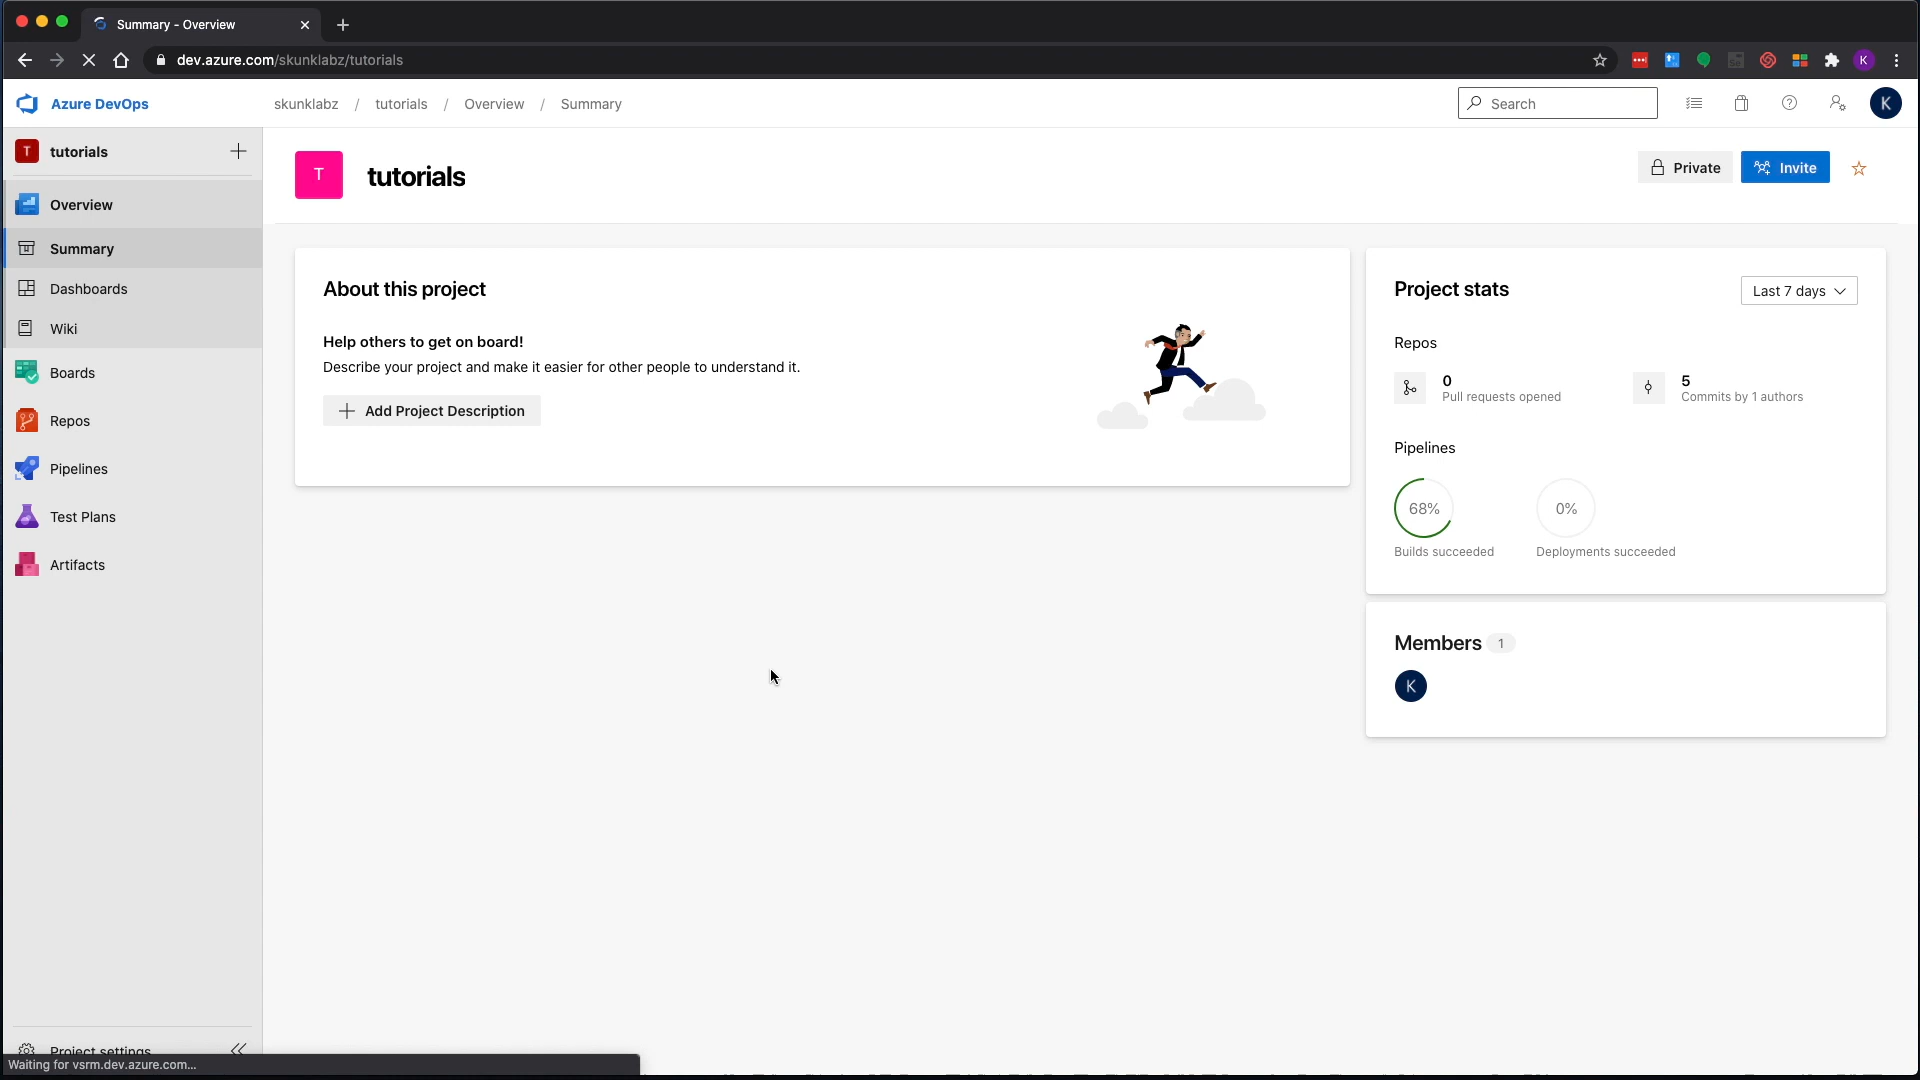 Summary - Overview
dev.azure.com/skunklabz/tutorials
K
Azure DevOps
skunklabz / tutorials / Overview / Summary
Search
K
T tutorials
T tutorials
Private
Invite
Overview
Summary
Dashboards
Wiki
Boards
Repos
Pipelines
Test Plans
Artifacts
About this project
Help others to get on board!
Describe your project and make it easier for other people to understand it.
Add Project Description
Project stats
Last 7 days
Repos
0
Pull requests opened
5
Commits by 1 authors
Pipelines
68%
Builds succeeded
0%
Deployments succeeded
Members 1
K
Project settings
Waiting for vsrm.dev.azure.com...